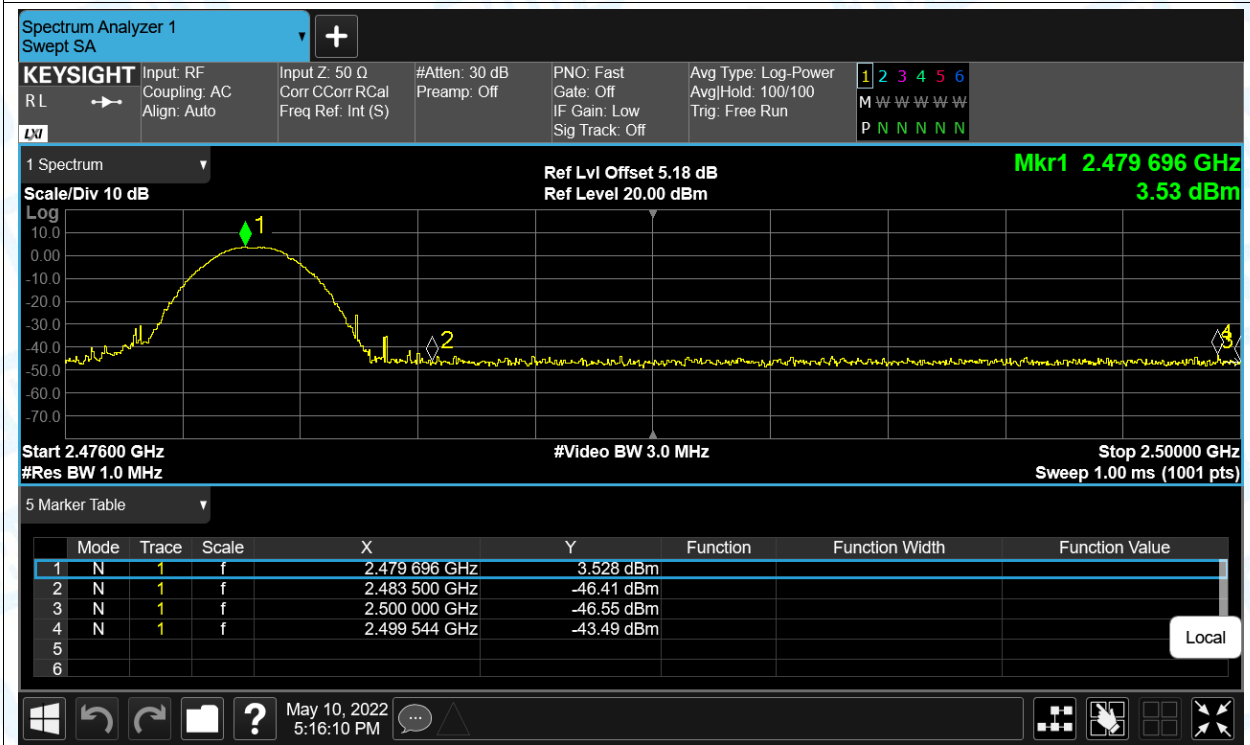 Spectrum Analyzer 1
Swept SA
KEYSIGHT Input: RF Input Z: 50 Ω #Atten: 30 dB PNO: Fast Avg Type: Log-Power 1 2 3 4 5 6
RL Coupling: AC Corr CCorr RCal Preamp: Off Gate: Off Avg|Hold: 100/100 M W W W W W W
Align: Auto Freq Ref: Int (S) IF Gain: Low Trig: Free Run
LXI Sig Track: Off P N N N N N N
1 Spectrum Ref Lvl Offset 5.18 dB Mkr1 2.479 696 GHz
Scale/Div 10 dB Ref Level 20.00 dBm 3.53 dBm
Log
1
10.0
0.00
-10.0
-20.0
-30.0
2 4
-40.0 3
-50.0
-60.0
-70.0
Start 2.47600 GHz #Video BW 3.0 MHz Stop 2.50000 GHz
#Res BW 1.0 MHz Sweep 1.00 ms (1001 pts)
5 Marker Table
Mode Trace Scale X Y Function Function Width Function Value
1 N 1 f 2.479 696 GHz 3.528 dBm
2 N 1 f 2.483 500 GHz -46.41 dBm
3 N 1 f 2.500 000 GHz -46.55 dBm
4 N 1 f 2.499 544 GHz -43.49 dBm
5
6
Local
? May 10, 2022
5:16:10 PM